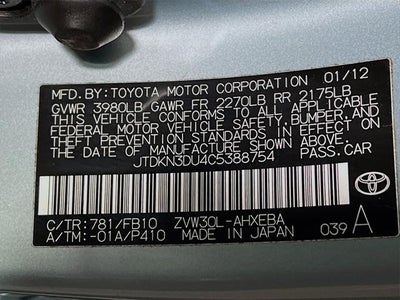 MFD. BY: TOYOTA MOTOR CORPORATION 01/12
GVWR 3980LB GAWR FR 2270LB RR 2175LB
THIS VEHICLE CONFORMS TO ALL APPLICABLE
FEDERAL MOTOR VEHICLE SAFETY, BUMPER, AND
THEFT PREVENTION STANDARDS IN EFFECT ON
THE DATE OF MANUFACTURE SHOWN ABOVE.
JTDKN3DU4C5388754 PASS.CAR
TOYOTA
C/TR: 781/FB10 ZVW30L-AHXEBA
A/TM: -01A/P410 MADE IN JAPAN 039 A